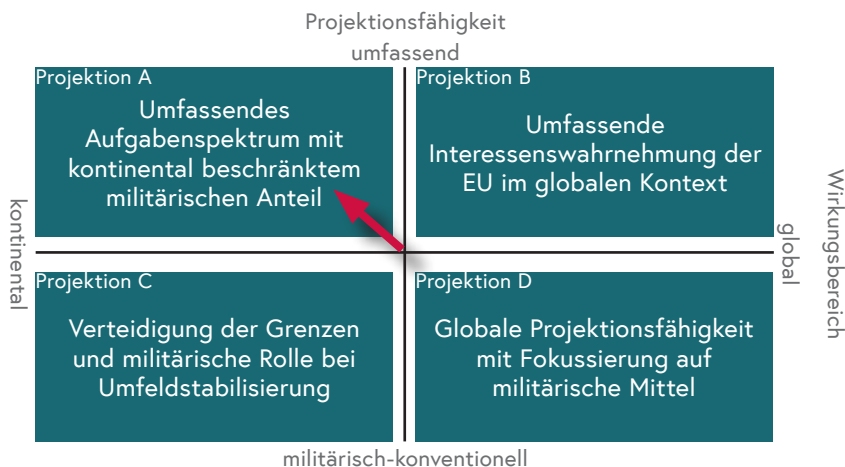 Projektionsfähigkeit
umfassend
Projektion A
Umfassendes
Aufgabenspektrum mit
kontinental beschränktem
militärischen Anteil
Projektion B
Umfassende
Interessenswahrnehmung der
EU im globalen Kontext
kontinental
global
Wirkungsbereich
Projektion C
Verteidigung der Grenzen
und militärische Rolle bei
Umfeldstabilisierung
Projektion D
Globale Projektionsfähigkeit
mit Fokussierung auf
militärische Mittel
militärisch-konventionell